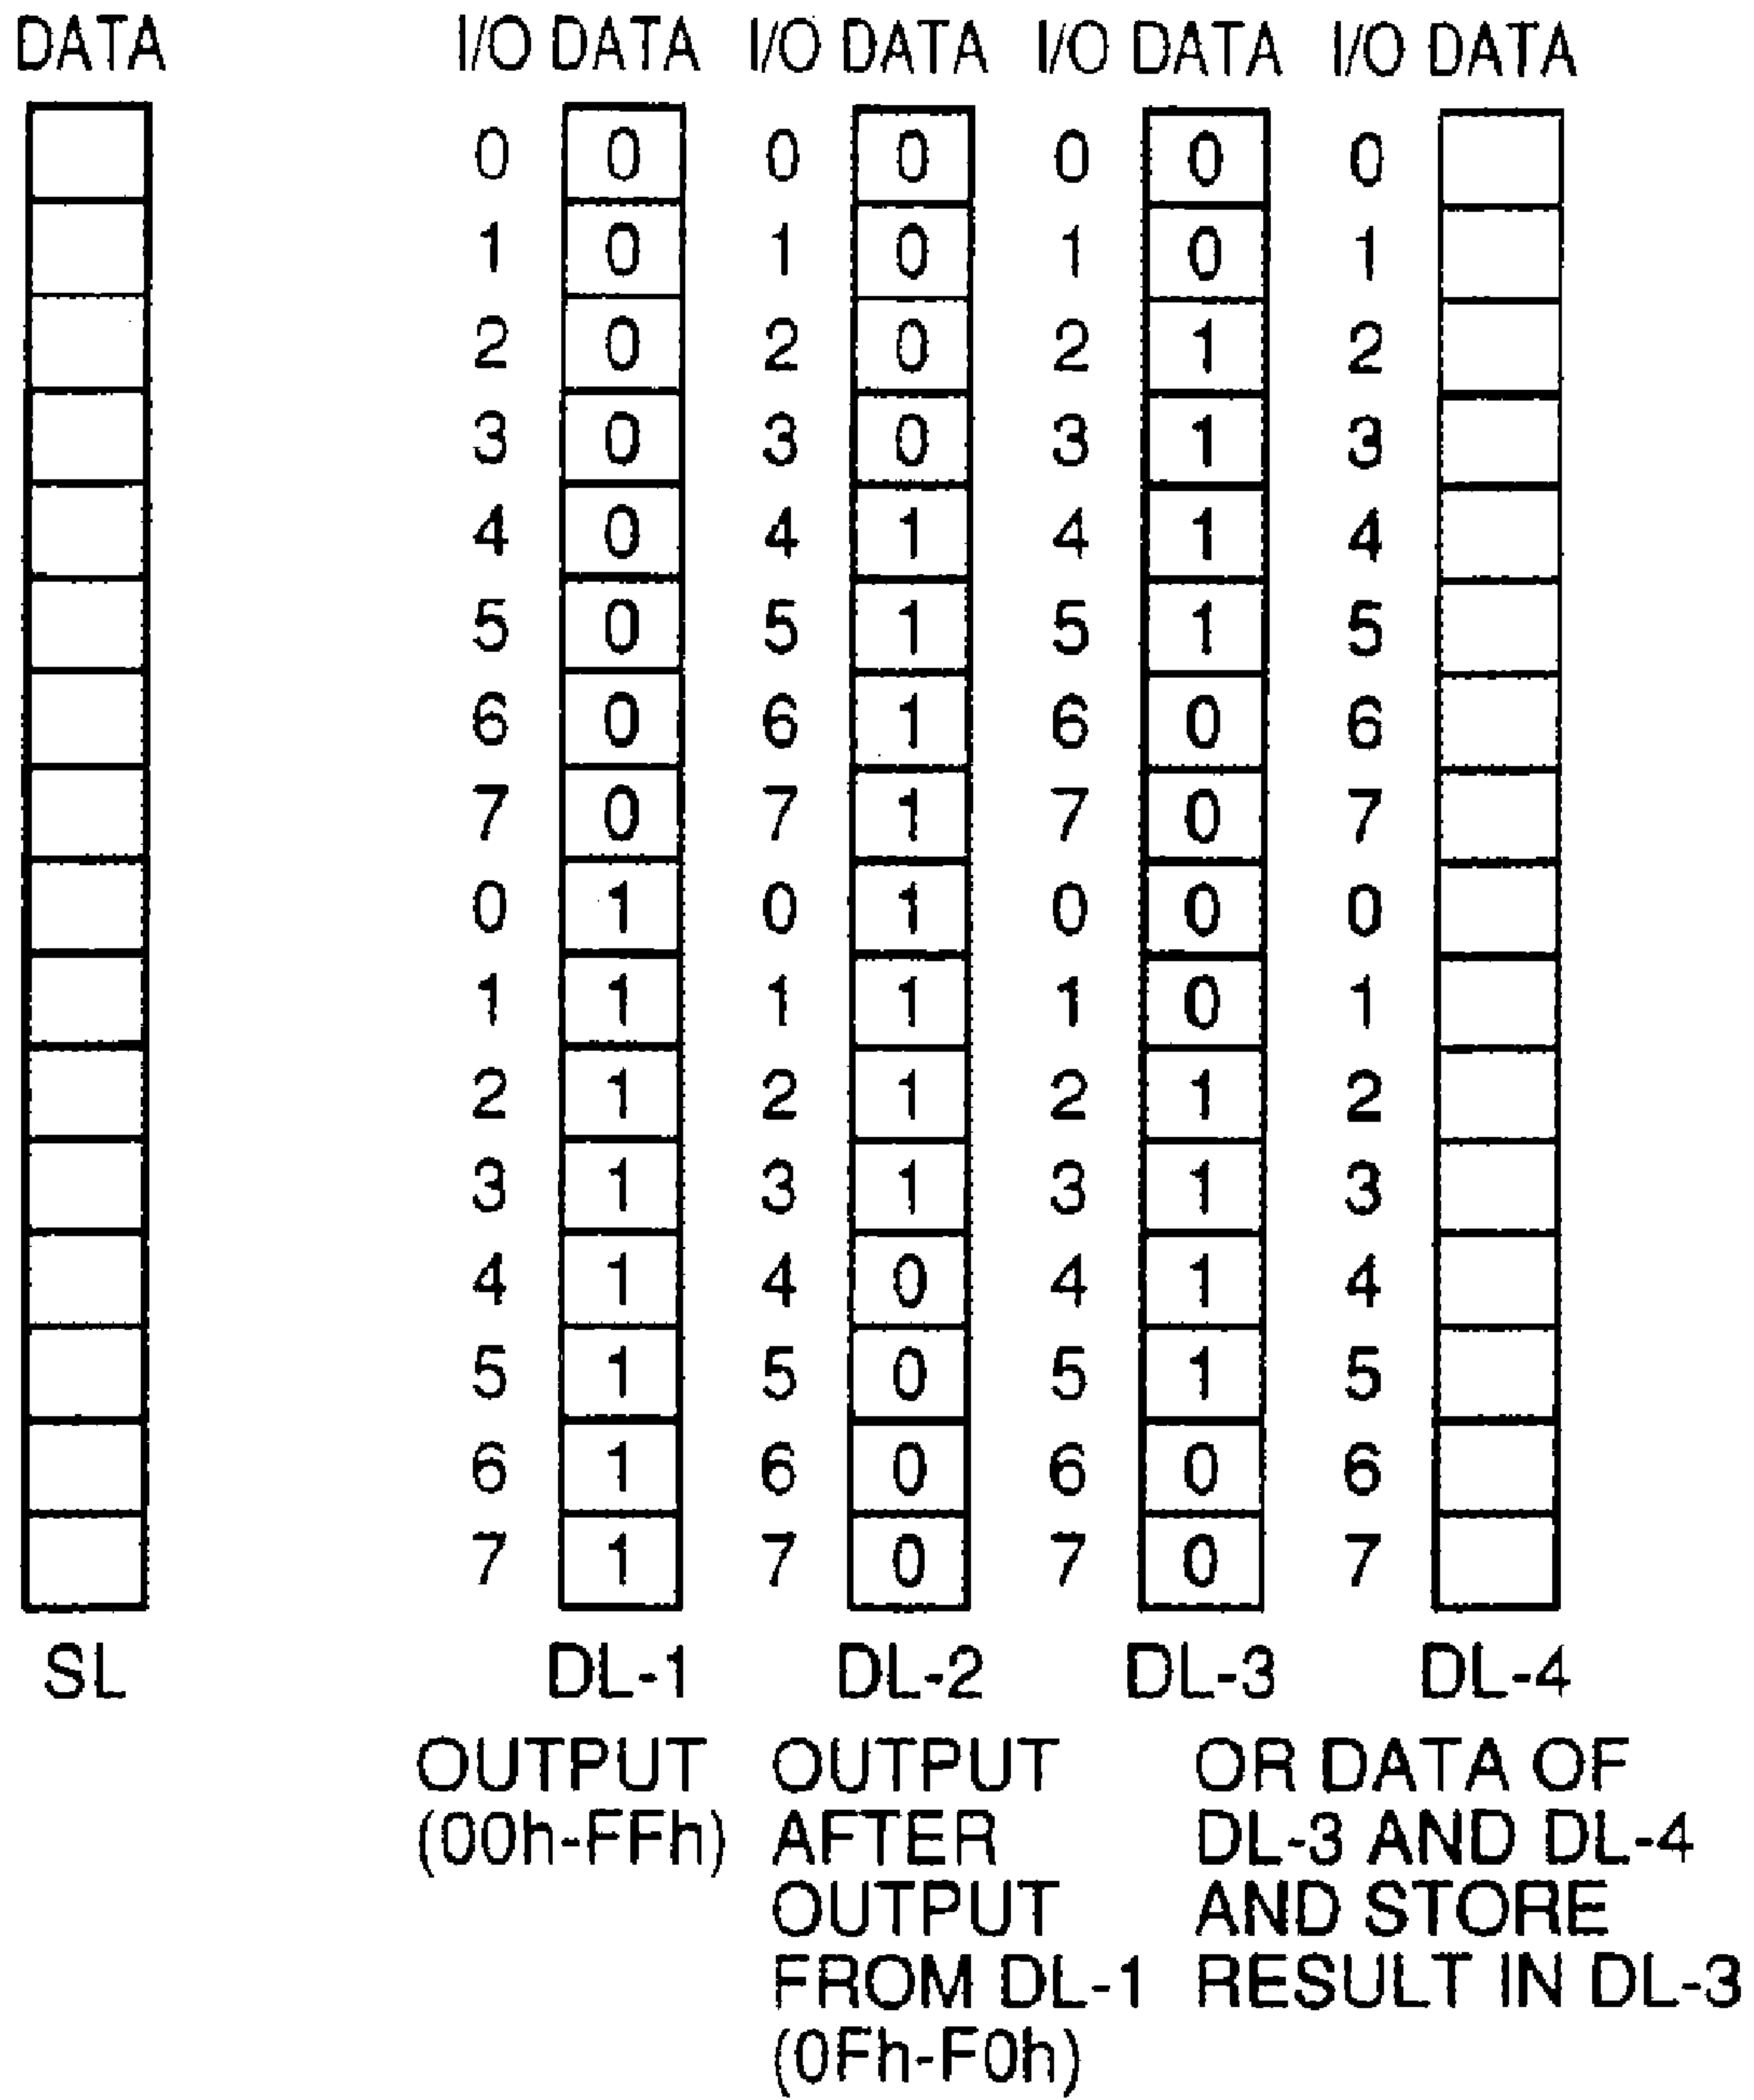 DATA I/O DATA I/O DATA I/O DATA I/O DATA
0 0 0 0 0 0 0
1 0 1 0 1 0 1
2 0 2 0 2 1 2
3 0 3 0 3 1 3
4 0 4 1 4 1 4
5 0 5 1 5 1 5
6 0 6 1 6 0 6
7 0 7 1 7 0 7
0 1 0 1 0 0 0
1 1 1 1 1 0 1
2 1 2 1 2 1 2
3 1 3 1 3 1 3
4 1 4 0 4 1 4
5 1 5 0 5 1 5
6 1 6 0 6 0 6
7 1 7 0 7 0 7
SL DL-1 DL-2 DL-3 DL-4
OUTPUT
(00h-FFh)
OUTPUT
AFTER
OUTPUT
FROM DL-1
(0Fh-F0h)
OR DATA OF
DL-3 AND DL-4
AND STORE
RESULT IN DL-3